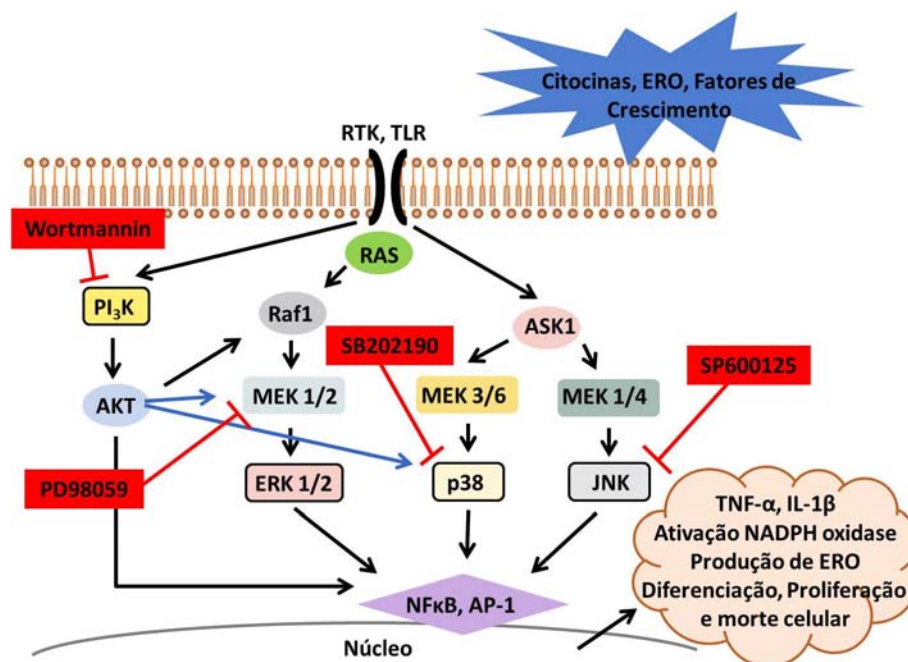 Citocinas, ERO, Fatores de
Crescimento
RTK, TLR
Wortmannin
RAS
PI₃K
Raf1
ASK1
SB202190
SP600125
AKT
MEK 1/2
MEK 3/6
MEK 1/4
PD98059
ERK 1/2
p38
JNK
TNF-α, IL-1β
Ativação NADPH oxidase
Produção de ERO
Diferenciação, Proliferação
e morte celular
NFκB, AP-1
Núcleo